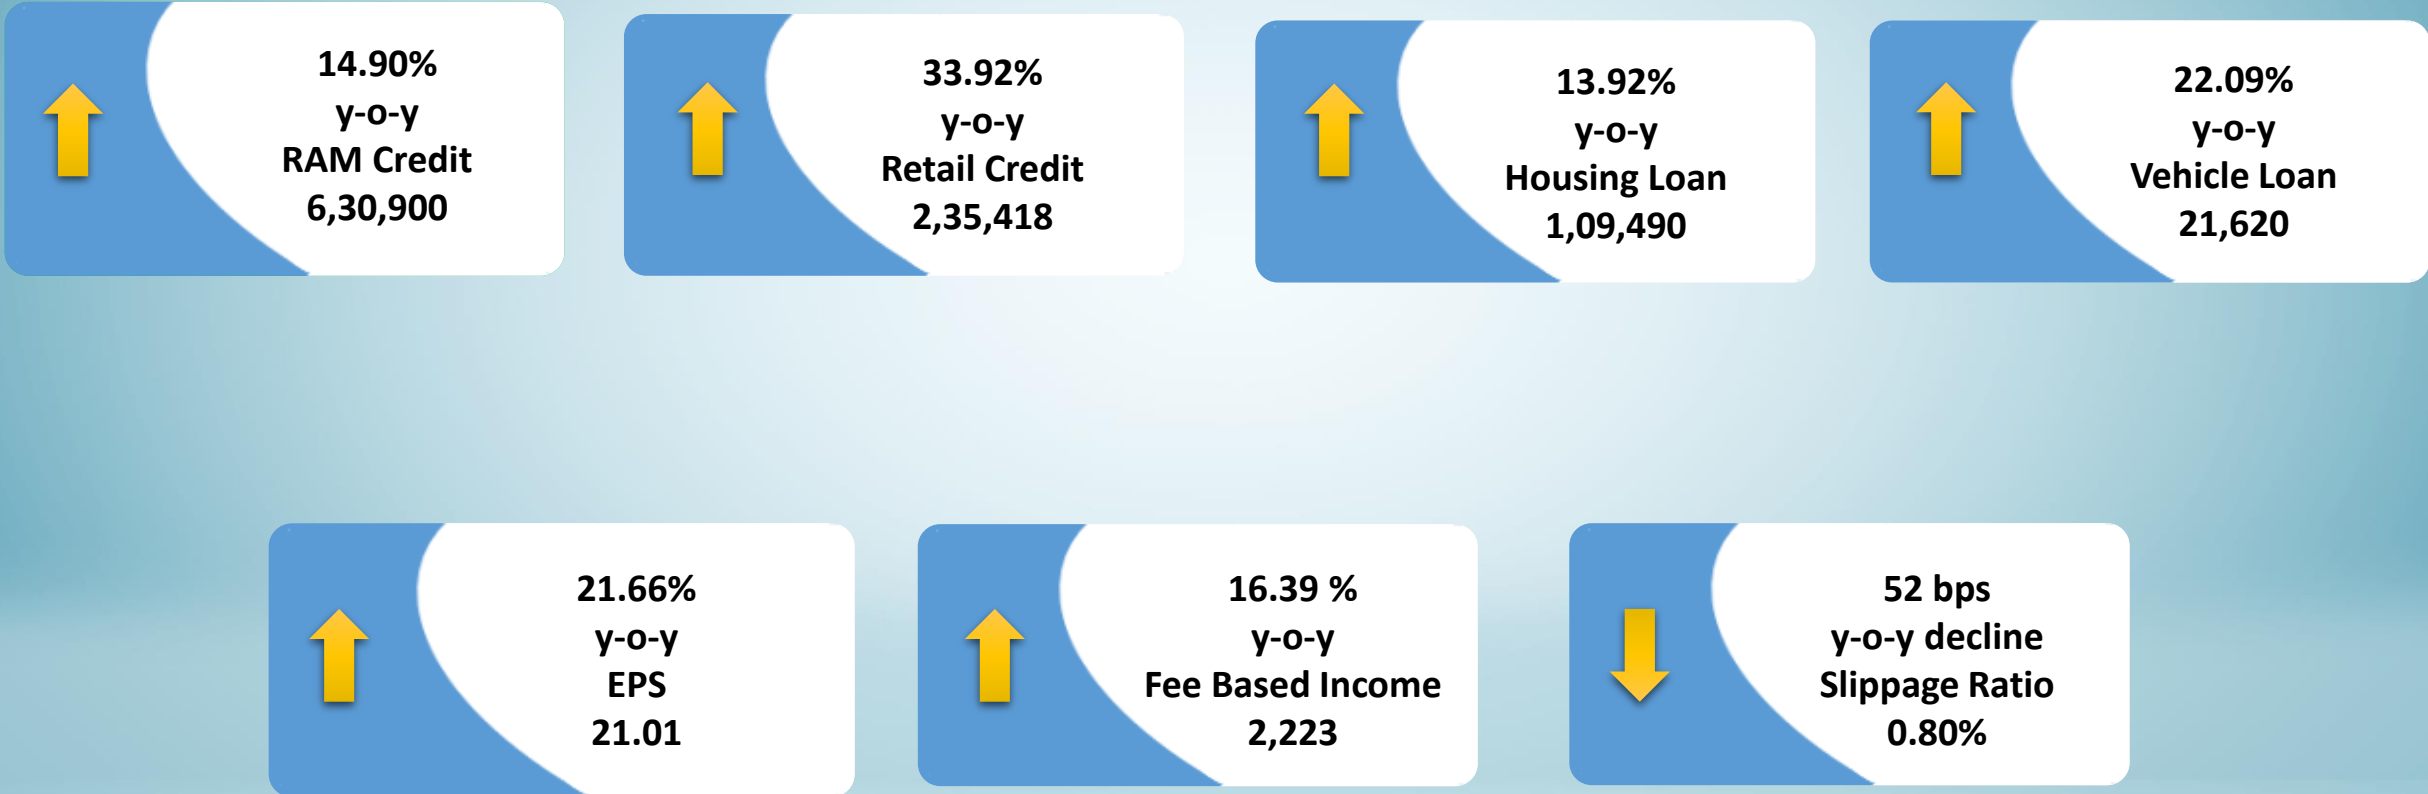 14.90%
y-o-y
RAM Credit
6,30,900
33.92%
y-o-y
Retail Credit
2,35,418
13.92%
y-o-y
Housing Loan
1,09,490
22.09%
y-o-y
Vehicle Loan
21,620
21.66%
y-o-y
EPS
21.01
16.39 %
y-o-y
Fee Based Income
2,223
52 bps
y-o-y decline
Slippage Ratio
0.80%